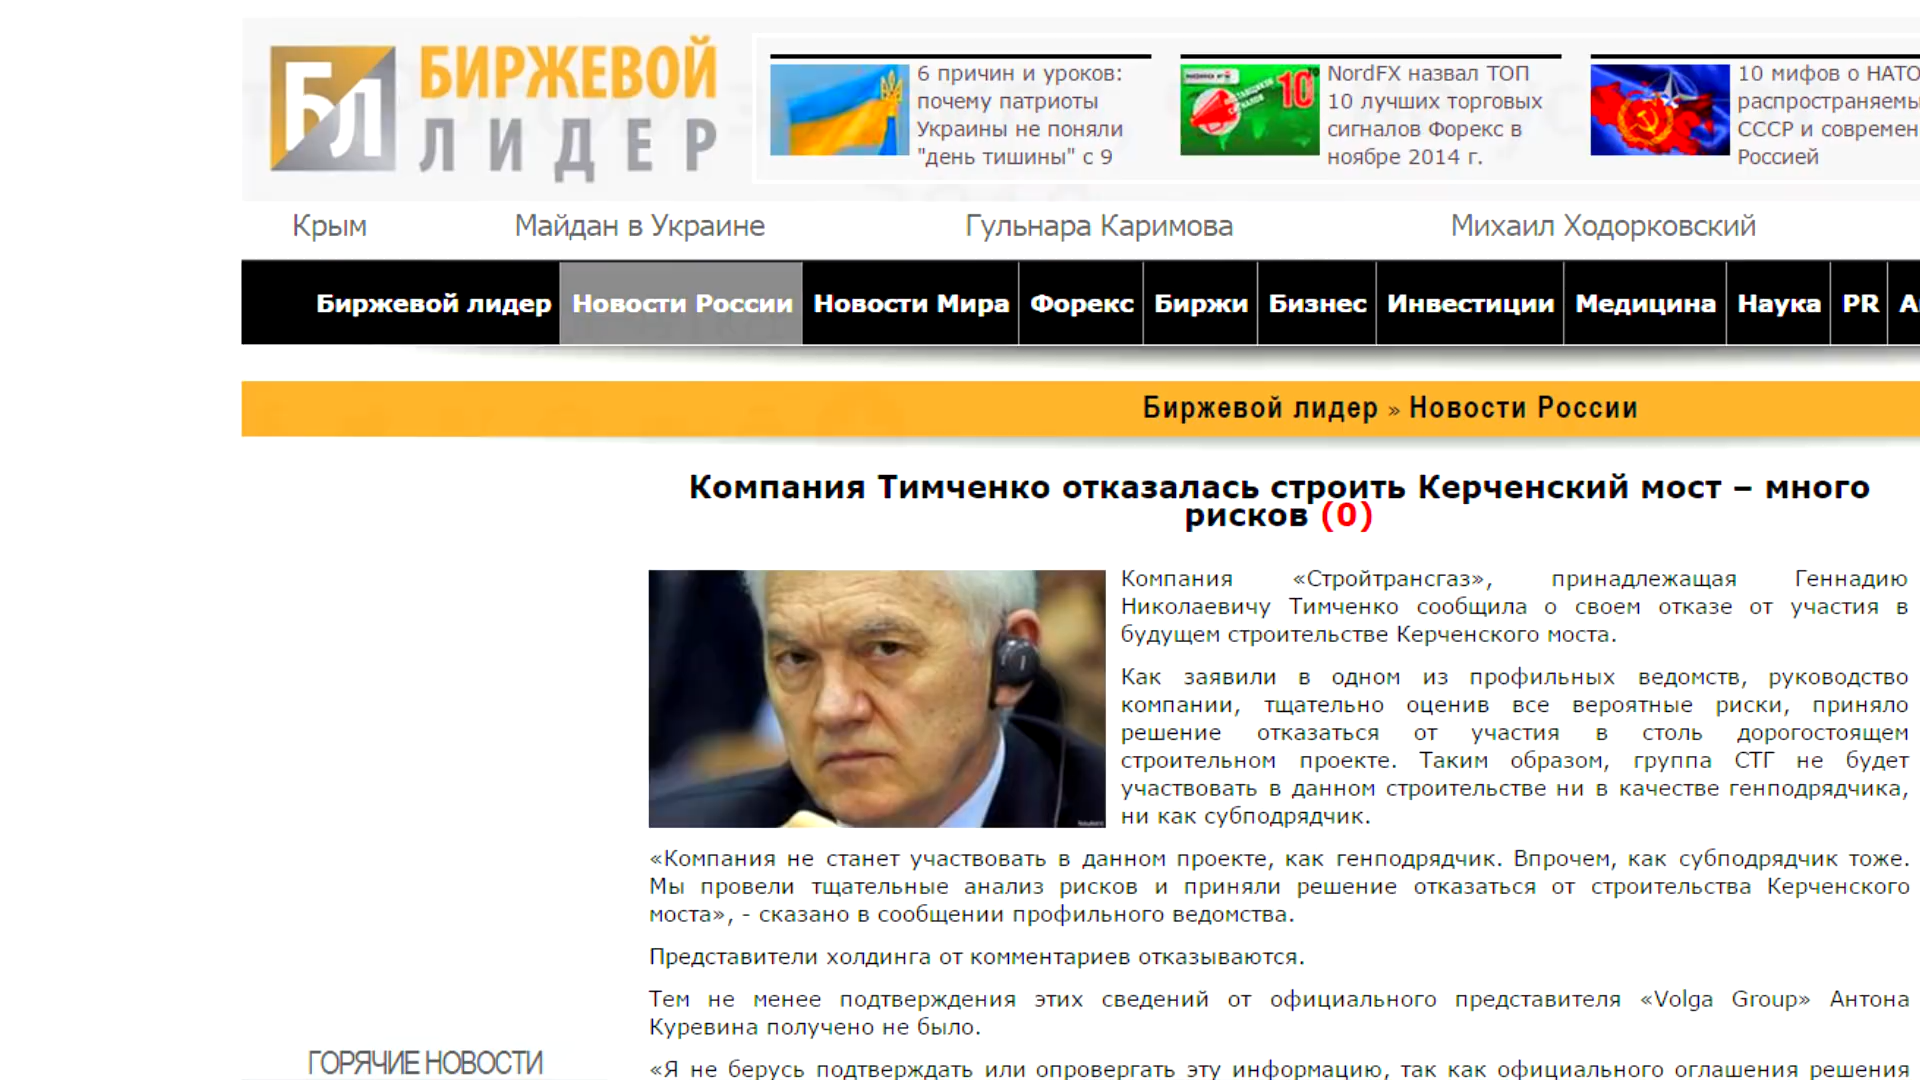 БИРЖЕВОЙ
ЛИДЕР
6 причин и уроков:
почему патриоты
Украины не поняли
"день тишины" с 9
NordFX назвал ТОП
10 лучших торговых
сигналов Форекс в
ноябре 2014 г.
10 мифов о НАТО
распространяемы
СССР и современ
Россией
Крым Майдан в Украине Гульнара Каримова Михаил Ходорковский
Биржевой лидер Новости России Новости Мира Форекс Биржи Бизнес Инвестиции Медицина Наука PR
Биржевой лидер » Новости России
Компания Тимченко отказалась строить Керченский мост – много
рисков (0)
Компания «Стройтрансгаз», принадлежащая Геннадию
Николаевичу Тимченко сообщила о своем отказе от участия в
будущем строительстве Керченского моста.
Как заявили в одном из профильных ведомств, руководство
компании, тщательно оценив все вероятные риски, приняло
решение отказаться от участия в столь дорогостоящем
строительном проекте. Таким образом, группа СТГ не будет
участвовать в данном строительстве ни в качестве генподрядчика,
ни как субподрядчик.
«Компания не станет участвовать в данном проекте, как генподрядчик. Впрочем, как субподрядчик тоже.
Мы провели тщательные анализ рисков и приняли решение отказаться от строительства Керченского
моста», - сказано в сообщении профильного ведомства.
Представители холдинга от комментариев отказываются.
Тем не менее подтверждения этих сведений от официального представителя «Volga Group» Антона
Куревина получено не было.
ГОРЯЧИЕ НОВОСТИ
«Я не берусь подтверждать или опровергать эту информацию, так как официального оглашения решения